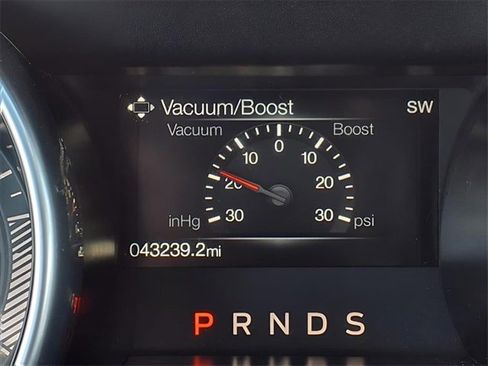 Vacuum/Boost SW
Vacuum Boost
0
10 10
20 20
30 30
inHg psi
043239.2mi
P R N D S